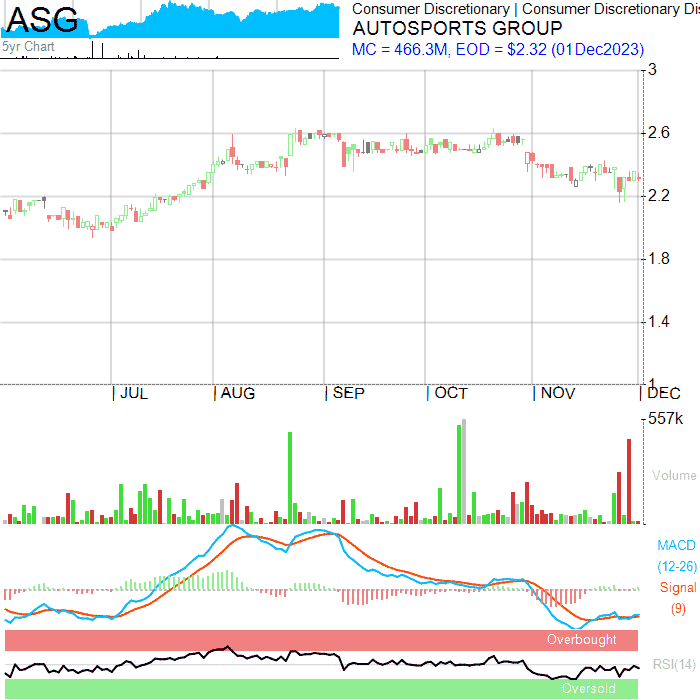 ASG
5yr Chart
Consumer Discretionary | Consumer Discretionary Dis
AUTOSPORTS GROUP
MC = 466.3M, EOD = $2.32 (01Dec2023)
3
2.6
2.2
1.8
1.4
1
JUL AUG SEP OCT NOV DEC
557k
Volume
MACD
(12-26)
Signal
(9)
Overbought
RSI(14)
Oversold